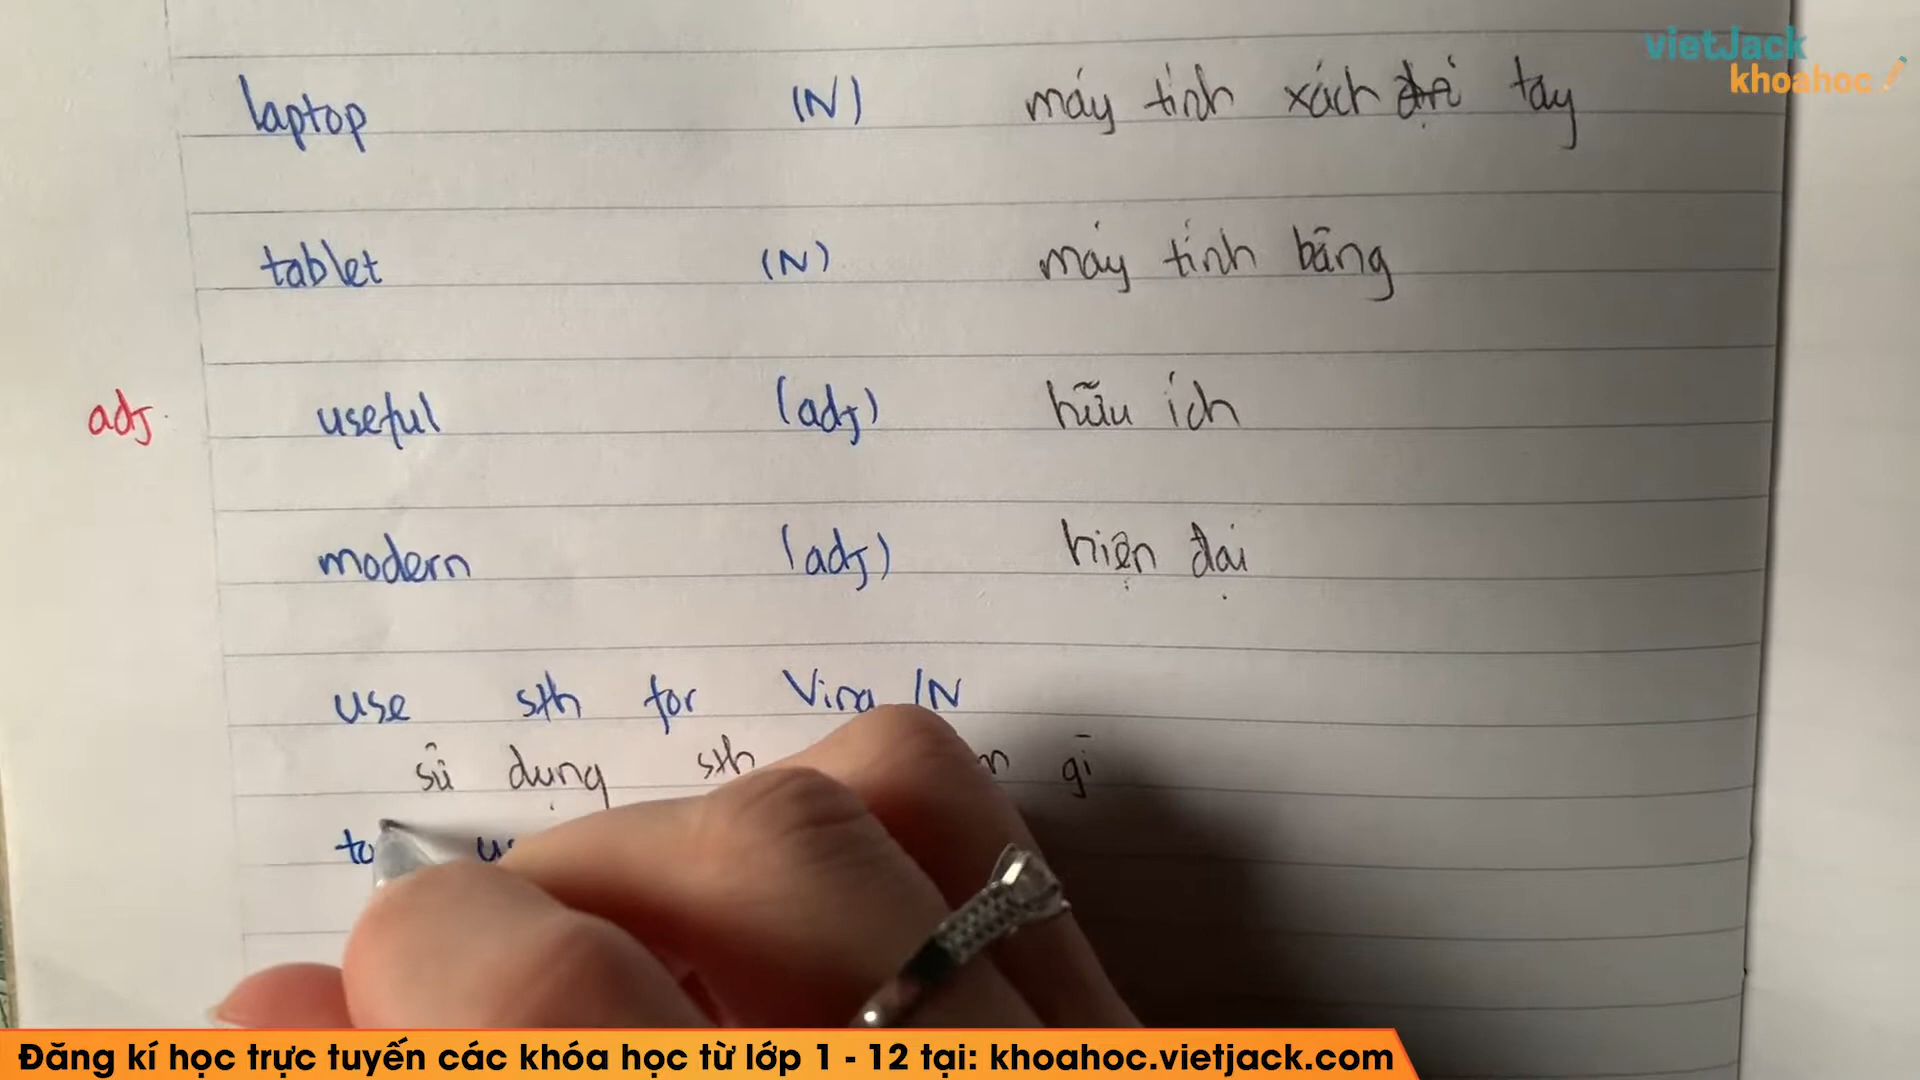 vietJack
khoahoc
laptop (N) máy tính xách tay
tablet (N) máy tính bảng
adj useful (adj) hữu ích
modern (adj) hiện đại
use sth for Ving /N
sử dụng sth gì
to
Đăng kí học trực tuyến các khóa học từ lớp 1 - 12 tại: khoahoc.vietjack.com